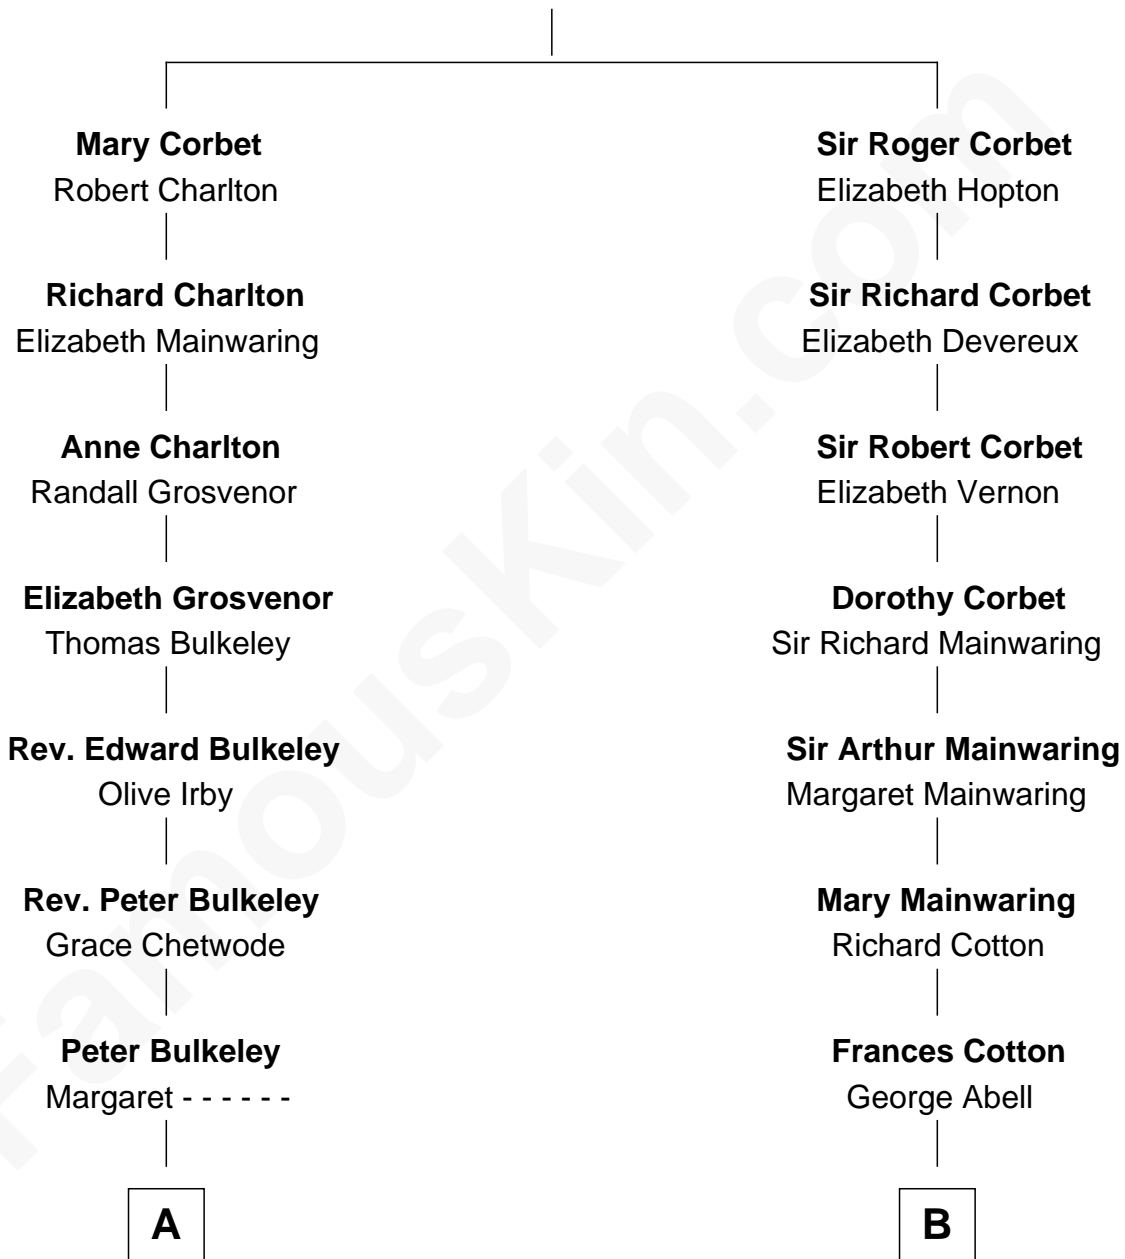 Mary Corbet
Robert Charlton
Richard Charlton
Elizabeth Mainwaring
Anne Charlton
Randall Grosvenor
Elizabeth Grosvenor
Thomas Bulkeley
Rev. Edward Bulkeley
Olive Irby
Rev. Peter Bulkeley
Grace Chetwode
Peter Bulkeley
Margaret - - - - - -
A
Sir Roger Corbet
Elizabeth Hopton
Sir Richard Corbet
Elizabeth Devereux
Sir Robert Corbet
Elizabeth Vernon
Dorothy Corbet
Sir Richard Mainwaring
Sir Arthur Mainwaring
Margaret Mainwaring
Mary Mainwaring
Richard Cotton
Frances Cotton
George Abell
B
FamousKin.com